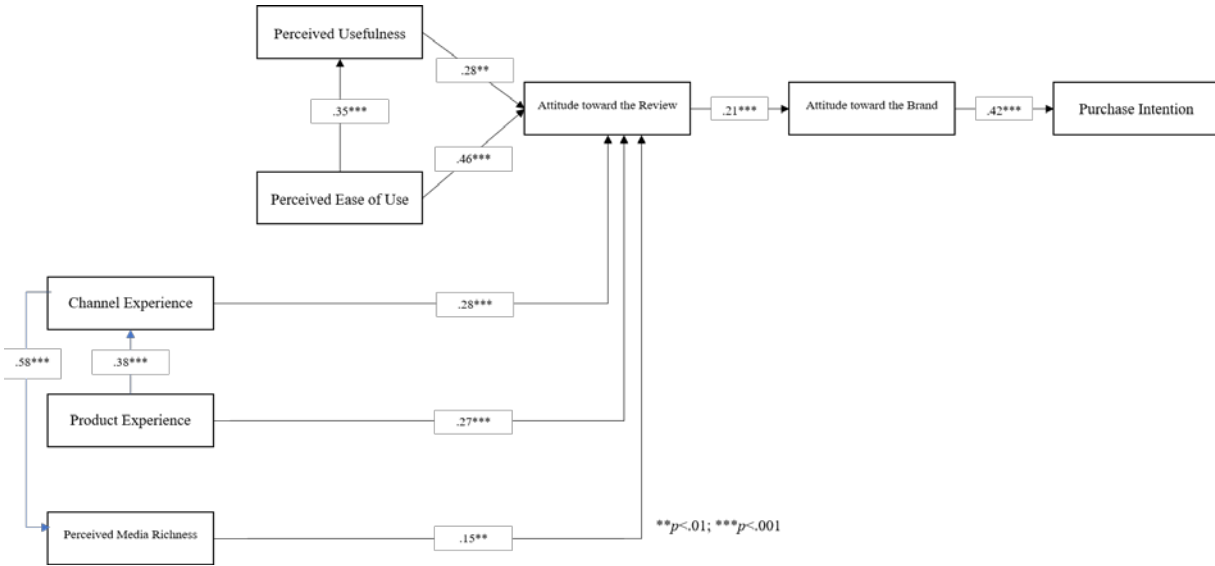 Perceived Usefulness
.28**
.35***
Attitude toward the Review
.21***
Attitude toward the Brand
.42***
Purchase Intention
.46***
Perceived Ease of Use
Channel Experience
.28***
.58***
.38***
Product Experience
.27***
Perceived Media Richness
.15**
**p<.01; ***p<.001